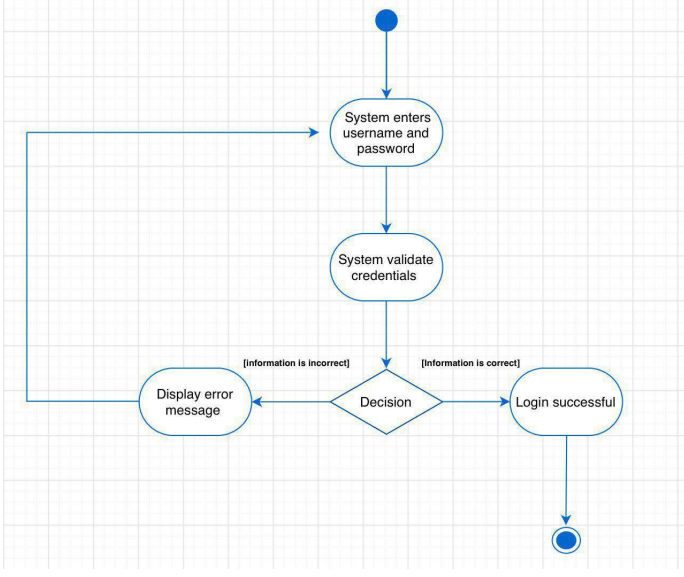 System enters
username and
password
System validate
credentials
[information is incorrect]
[Information is correct]
Display error
message
Decision
Login successful